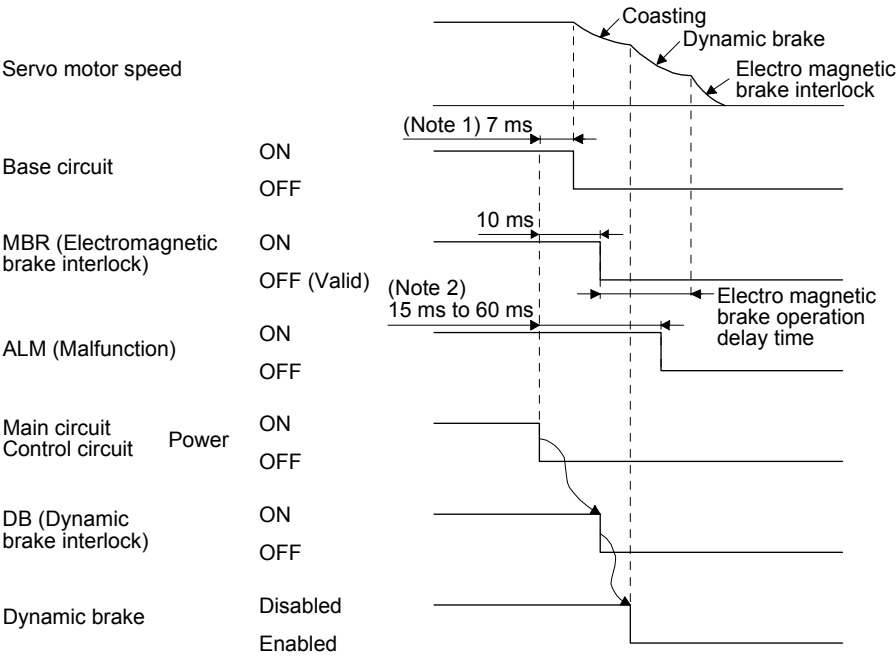 Coasting
Dynamic brake
Servo motor speed
Electro magnetic
brake interlock
(Note 1) 7 ms
Base circuit
ON
OFF
10 ms
MBR (Electromagnetic
brake interlock)
ON
OFF (Valid)
(Note 2)
15 ms to 60 ms
Electro magnetic
brake operation
delay time
ALM (Malfunction)
ON
OFF
Main circuit
Control circuit
Power
ON
OFF
DB (Dynamic
brake interlock)
ON
OFF
Dynamic brake
Disabled
Enabled